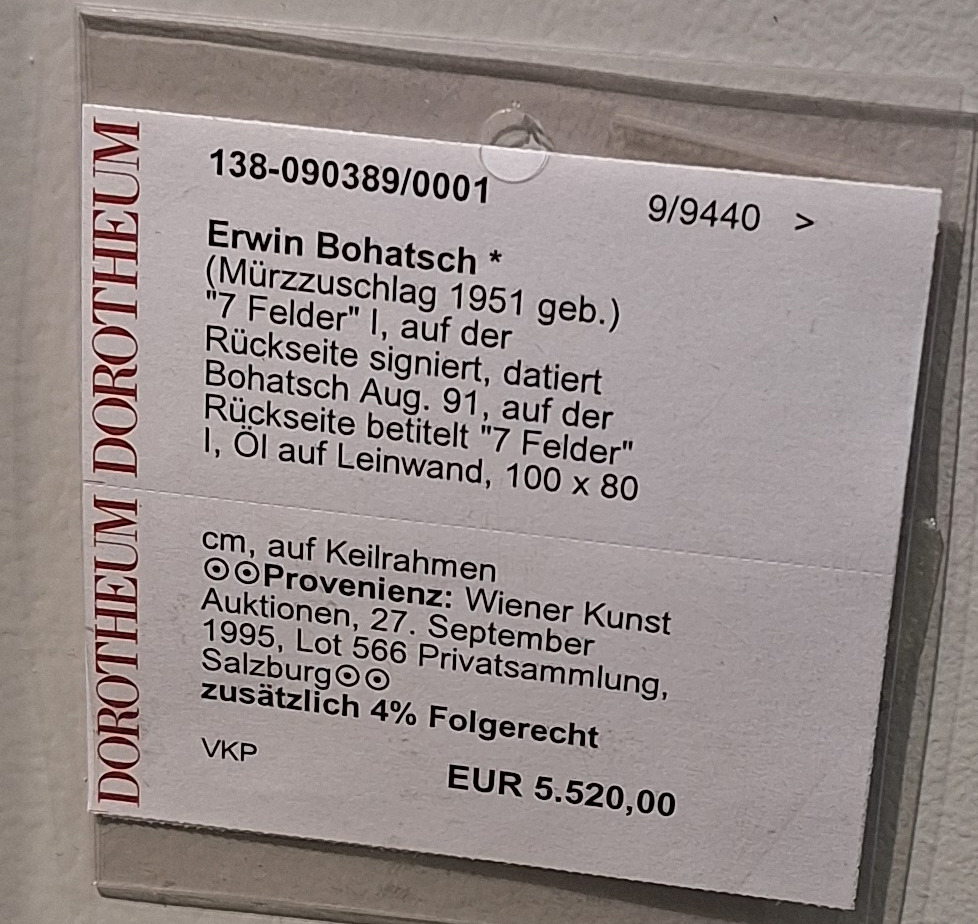 DOROTHEUM DOROTHEUM
138-090389/0001
9/9440 >
Erwin Bohatsch *
(Mürzzuschlag 1951 geb.)
"7 Felder" I, auf der
Rückseite signiert, datiert
Bohatsch Aug. 91, auf der
Rückseite betitelt "7 Felder"
I, Öl auf Leinwand, 100 x 80
cm, auf Keilrahmen
⊙⊙Provenienz: Wiener Kunst
Auktionen, 27. September
1995, Lot 566 Privatsammlung,
Salzburg⊙⊙
zusätzlich 4% Folgerecht
VKP
EUR 5.520,00